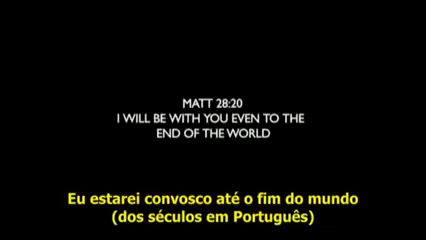 MATT 28:20
I WILL BE WITH YOU EVEN TO THE
END OF THE WORLD
Eu estarei convosco até o fim do mundo
(dos séculos em Português)